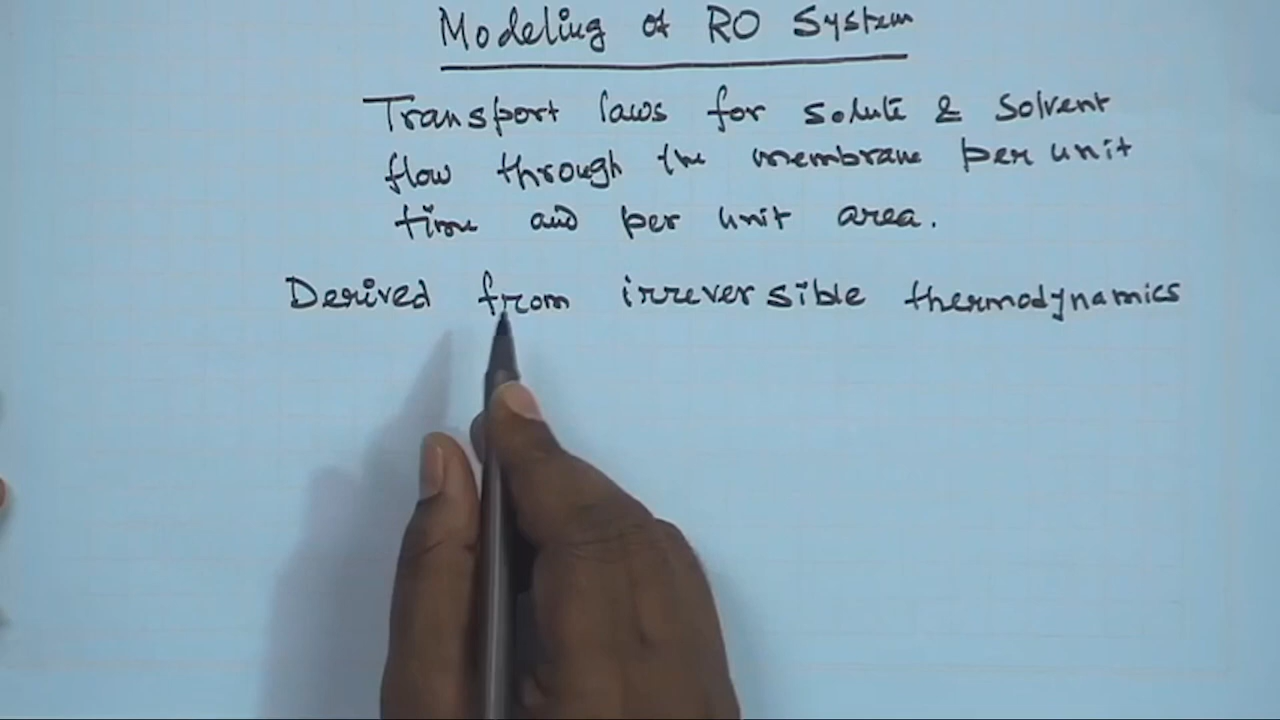 Modeling of RO System
Transport laws for solute & solvent
flow through the membrane per unit
time and per unit area.
Derived from irreversible thermodynamics